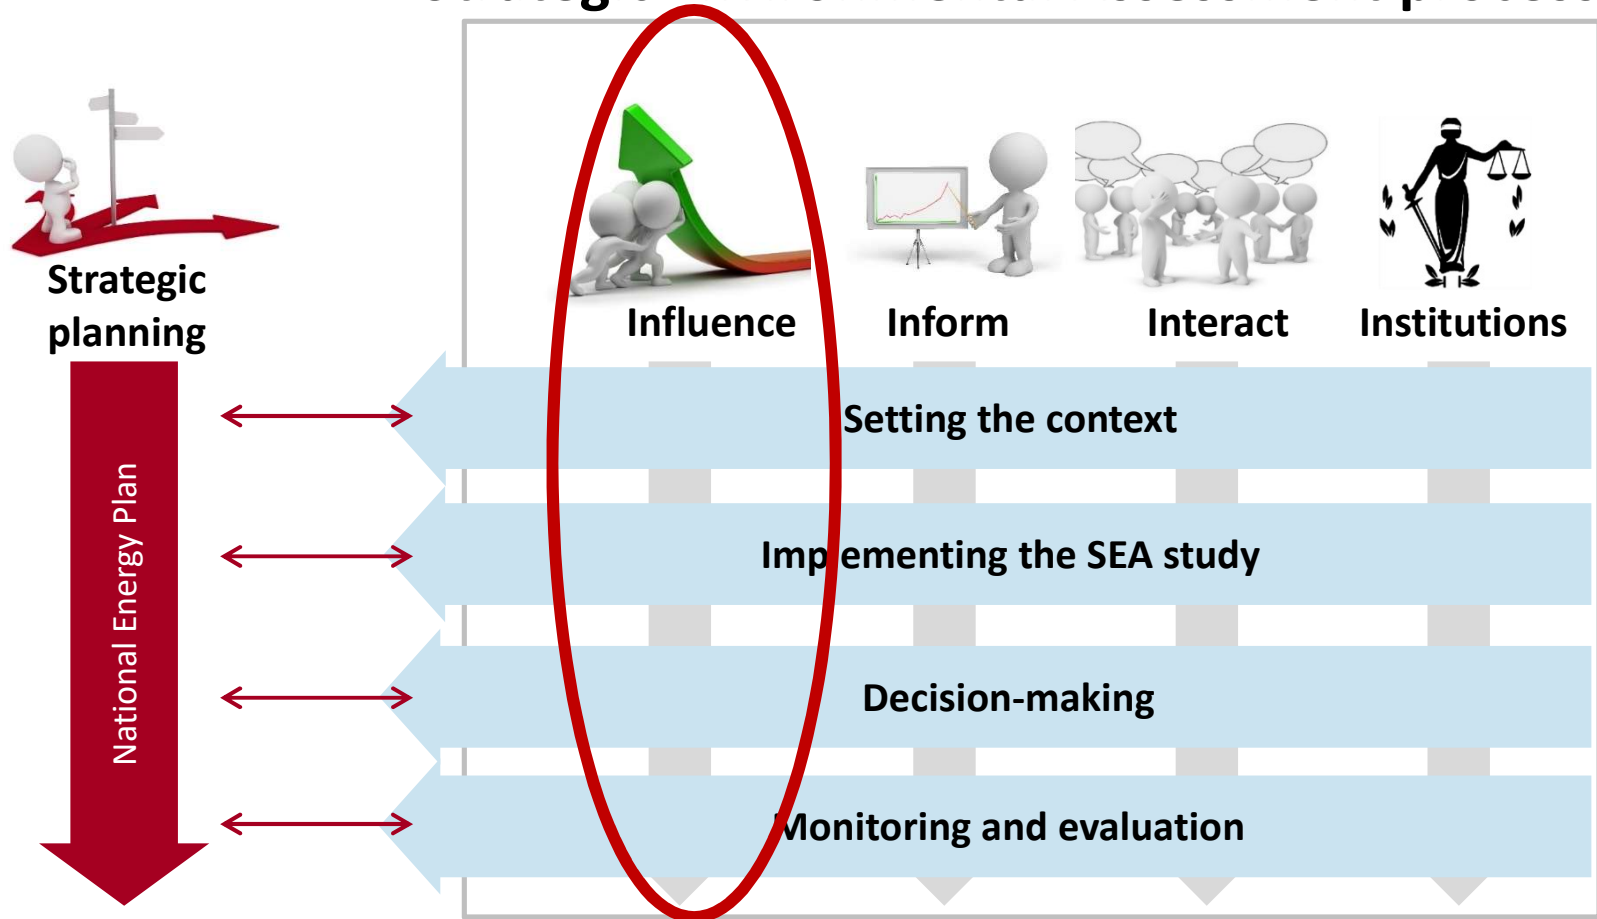 Strategic
planning
Influence
Inform
Interact
Institutions
National Energy Plan
Setting the context
Implementing the SEA study
Decision-making
Monitoring and evaluation